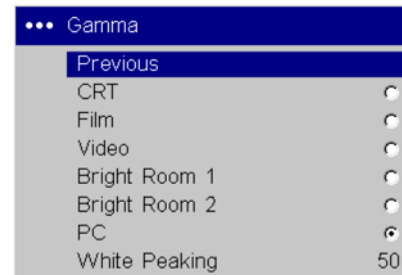 ••• Gamma
Previous
CRT
Film
Video
Bright Room 1
Bright Room 2
PC
White Peaking 50